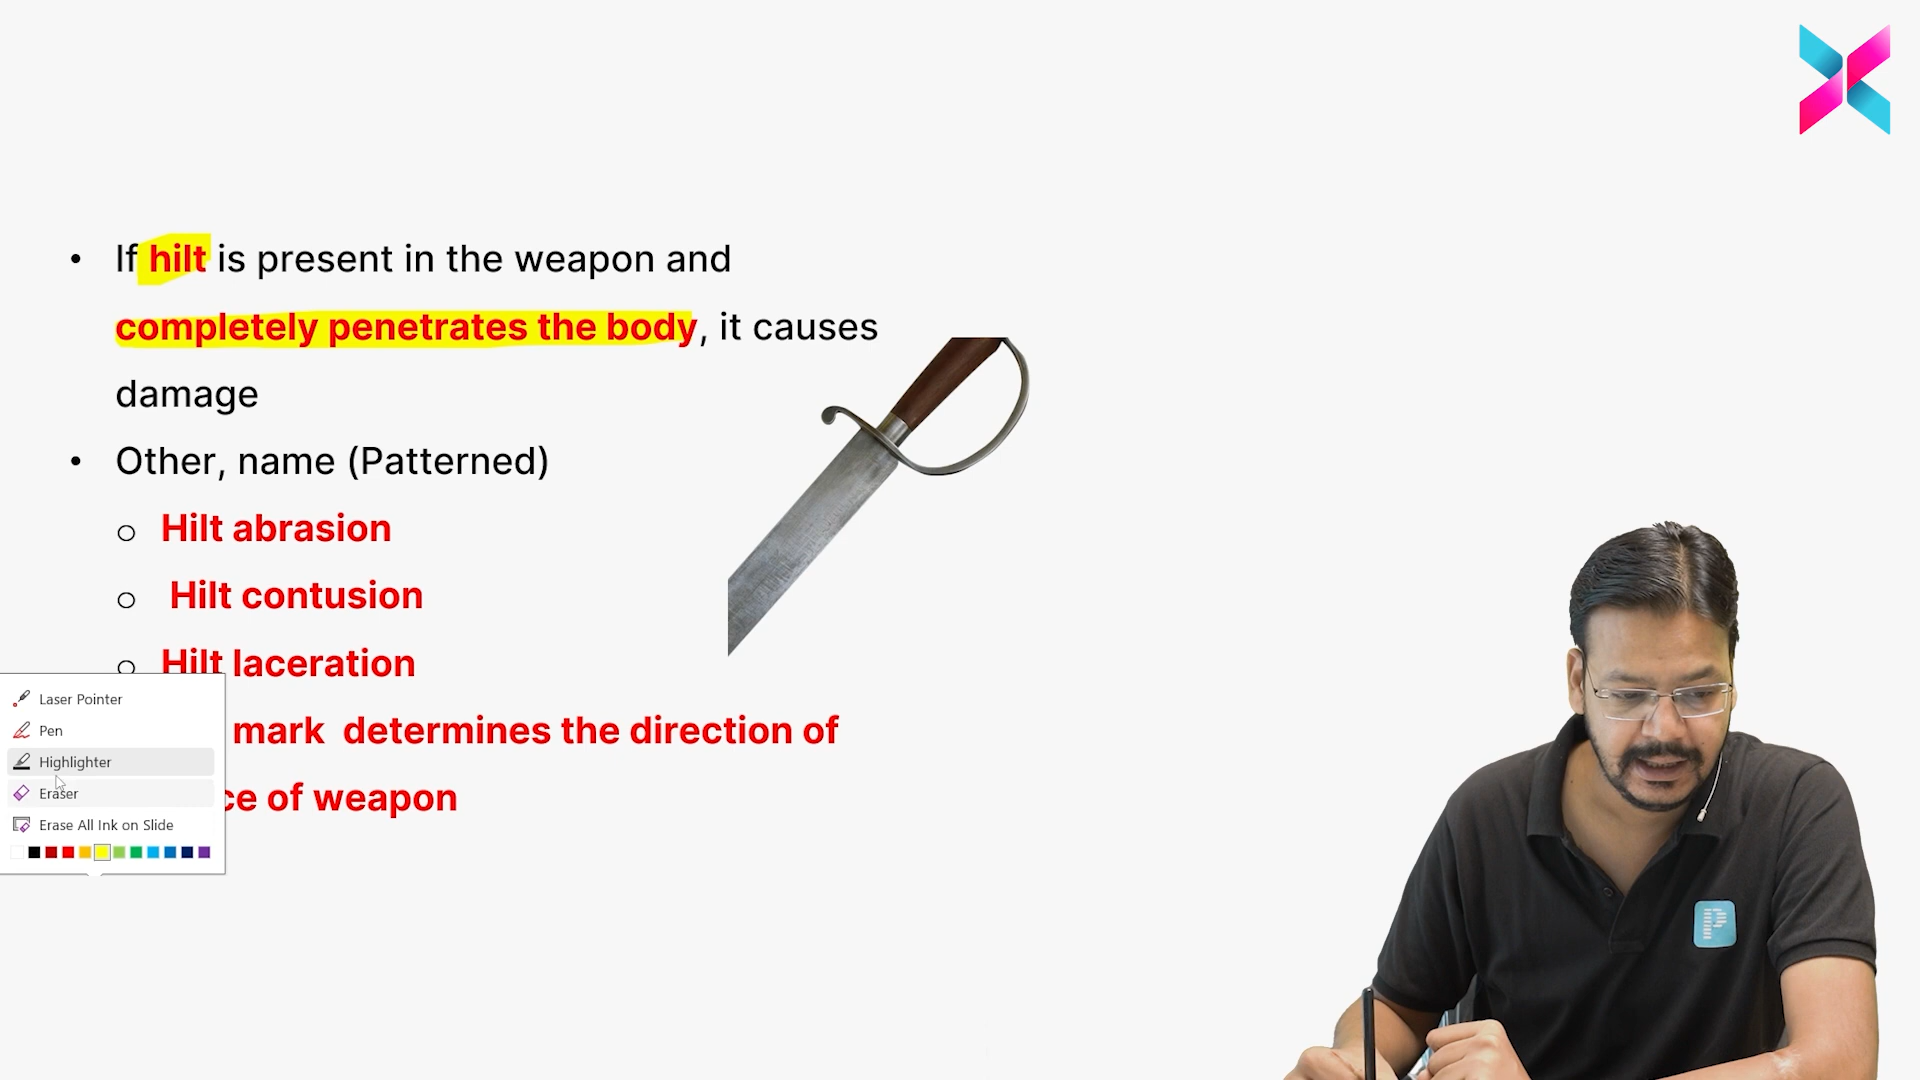 • If hilt is present in the weapon and
completely penetrates the body, it causes
damage
• Other, name (Patterned)
o Hilt abrasion
o Hilt contusion
o Hilt laceration
mark determines the direction of
of weapon
Laser Pointer
Pen
Highlighter
Eraser
Erase All Ink on Slide
P